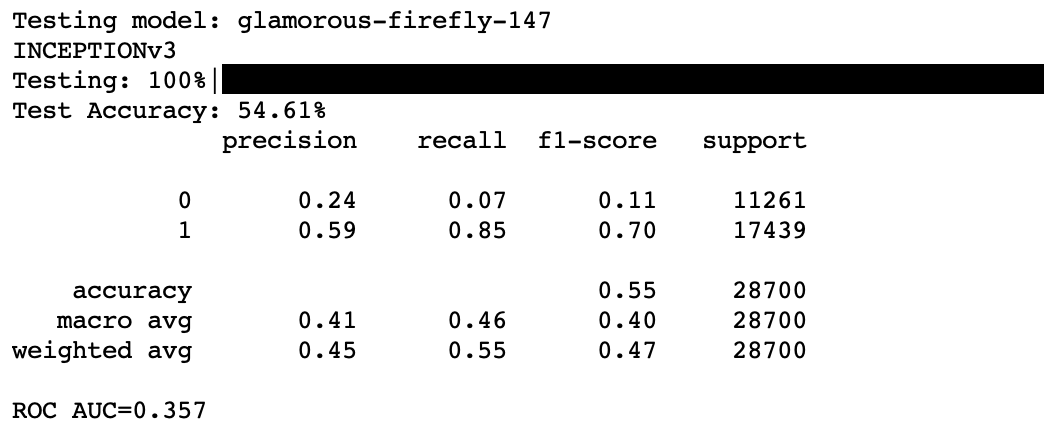 Testing model: glamorous-firefly-147
INCEPTIONv3
Testing: 100%|
Test Accuracy: 54.61%
precision recall f1-score support
0 0.24 0.07 0.11 11261
1 0.59 0.85 0.70 17439
accuracy 0.55 28700
macro avg 0.41 0.46 0.40 28700
weighted avg 0.45 0.55 0.47 28700
ROC AUC=0.357